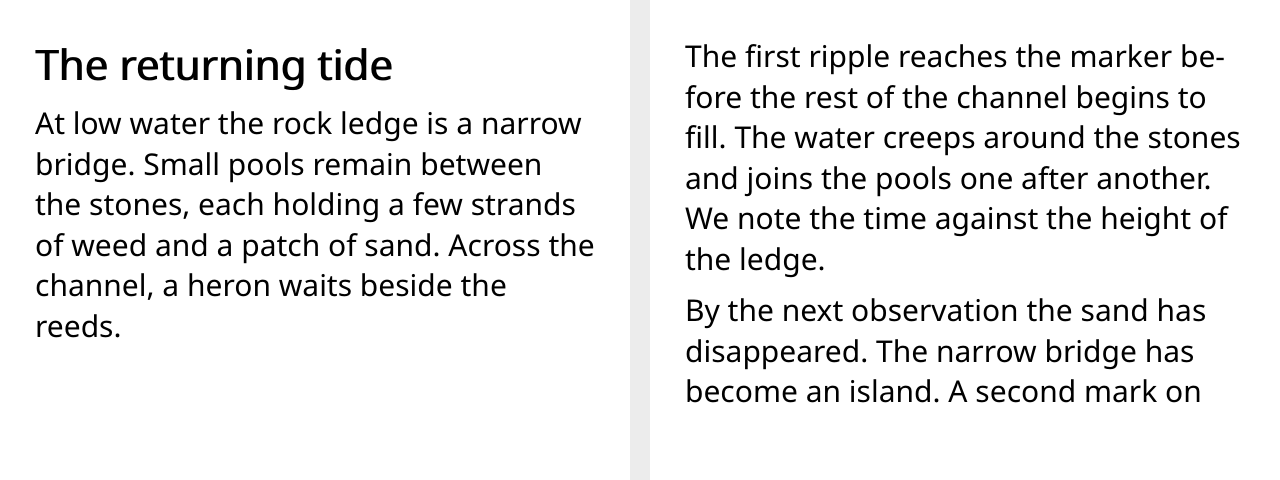 The returning tide
At low water the rock ledge is a narrow
bridge. Small pools remain between
the stones, each holding a few strands
of weed and a patch of sand. Across the
channel, a heron waits beside the
reeds.
The first ripple reaches the marker be-
fore the rest of the channel begins to
fill. The water creeps around the stones
and joins the pools one after another.
We note the time against the height of
the ledge.
By the next observation the sand has
disappeared. The narrow bridge has
become an island. A second mark on